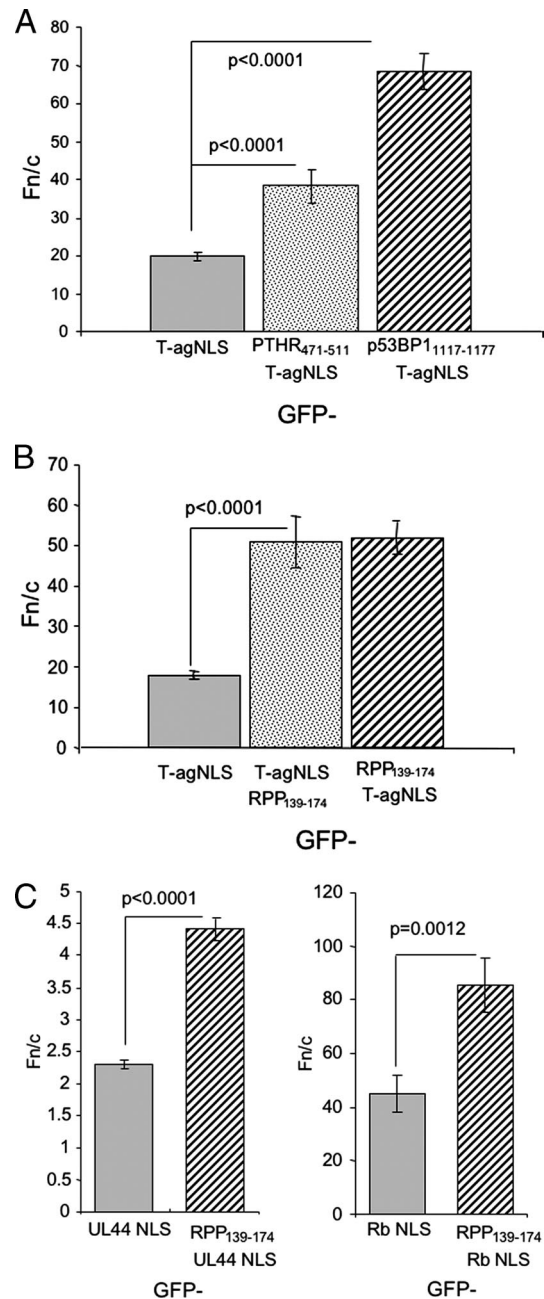 A
Fn/c
80
70
60
50
40
30
20
10
0
p<0.0001
p<0.0001
T-agNLS
PTHR471-511
T-agNLS
p53BP11117-1177
T-agNLS
GFP-
B
Fn/c
70
60
50
40
30
20
10
0
p<0.0001
T-agNLS
T-agNLS
RPP139-174
RPP139-174
T-agNLS
GFP-
C
Fn/c
5
4.5
4
3.5
3
2.5
2
1.5
1
0.5
0
p<0.0001
UL44 NLS
RPP139-174
UL44 NLS
GFP-
Fn/c
120
100
80
60
40
20
0
p=0.0012
Rb NLS
RPP139-174
Rb NLS
GFP-